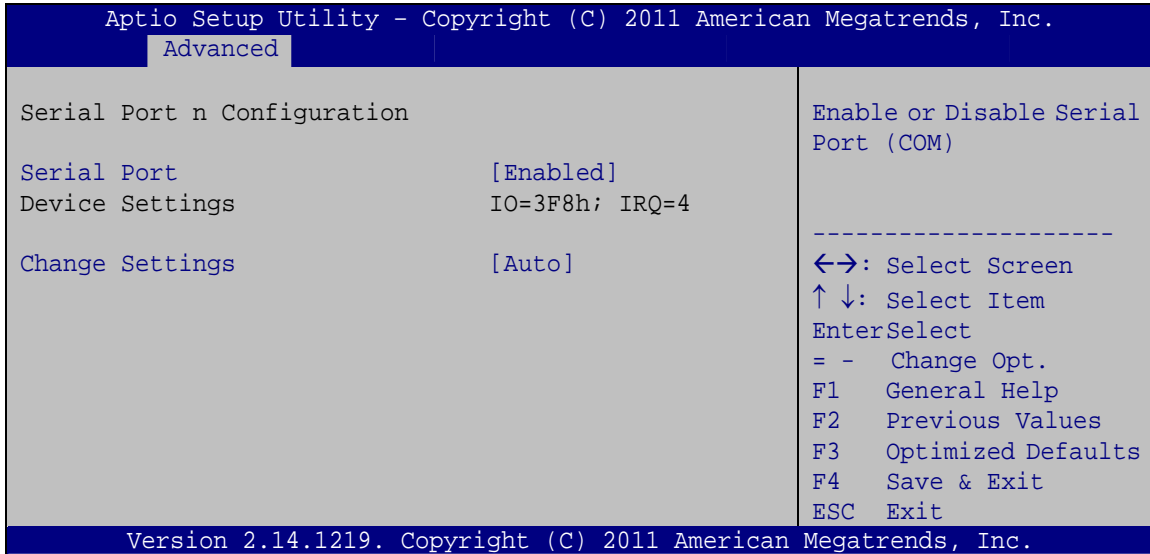 Aptio Setup Utility – Copyright (C) 2011 American Megatrends, Inc.
Advanced
Serial Port n Configuration
Serial Port [Enabled]
Device Settings IO=3F8h; IRQ=4
Change Settings [Auto]
Enable or Disable Serial
Port (COM)
---------------------
←→: Select Screen
↑ ↓: Select Item
EnterSelect
= - Change Opt.
F1 General Help
F2 Previous Values
F3 Optimized Defaults
F4 Save & Exit
ESC Exit
Version 2.14.1219. Copyright (C) 2011 American Megatrends, Inc.